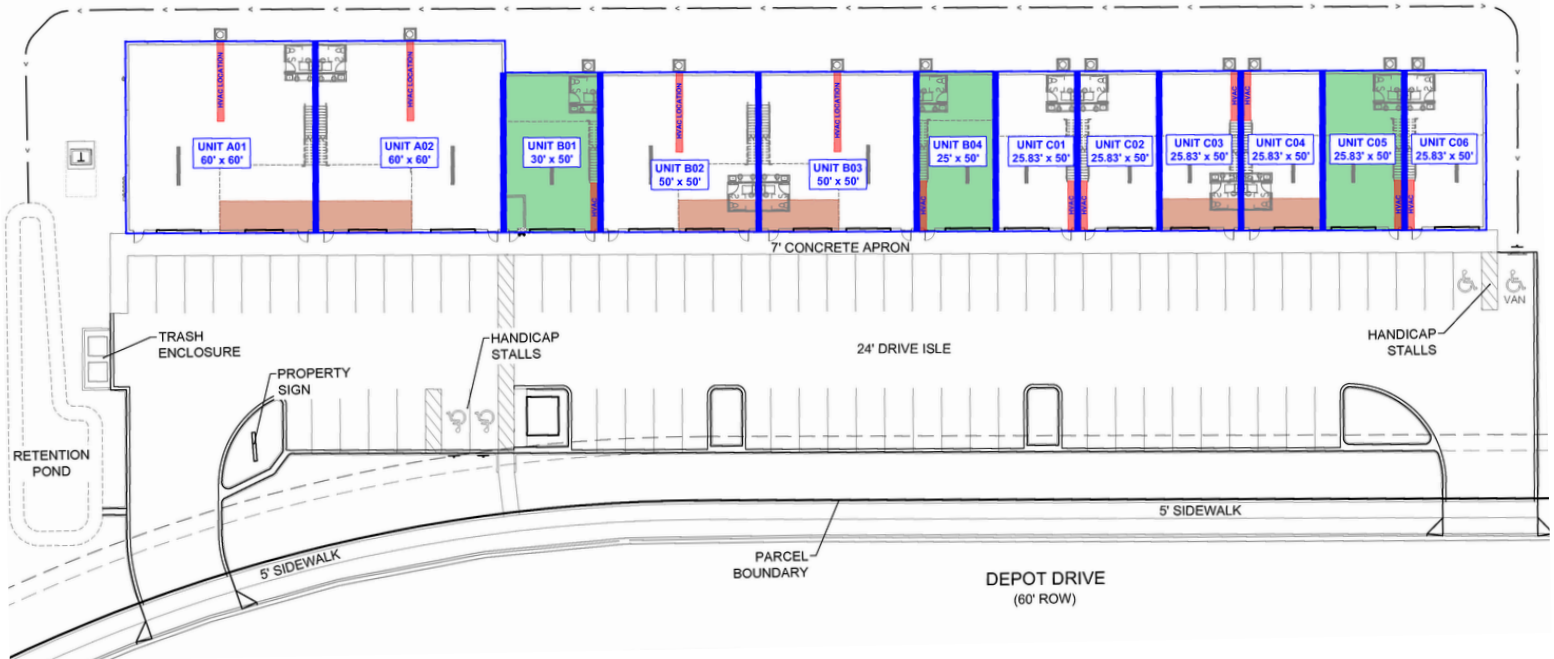 HVAC LOCATION
HVAC LOCATION
HVAC LOCATION
HVAC LOCATION
UNIT A01
60' x 60'
UNIT A02
60' x 60'
UNIT B01
30' x 50'
UNIT B02
50' x 50'
UNIT B03
50' x 50'
UNIT B04
25' x 50'
UNIT C01
25.83' x 50'
UNIT C02
25.83' x 50'
UNIT C03
25.83' x 50'
UNIT C04
25.83' x 50'
UNIT C05
25.83' x 50'
UNIT C06
25.83' x 50'
HVAC
HVAC
HVAC
HVAC
HVAC
HVAC
HVAC
HVAC
HVAC
7' CONCRETE APRON
VAN
TRASH
ENCLOSURE
HANDICAP
STALLS
24' DRIVE ISLE
HANDICAP
STALLS
PROPERTY
SIGN
RETENTION
POND
5' SIDEWALK
5' SIDEWALK
PARCEL
BOUNDARY
DEPOT DRIVE
(60' ROW)